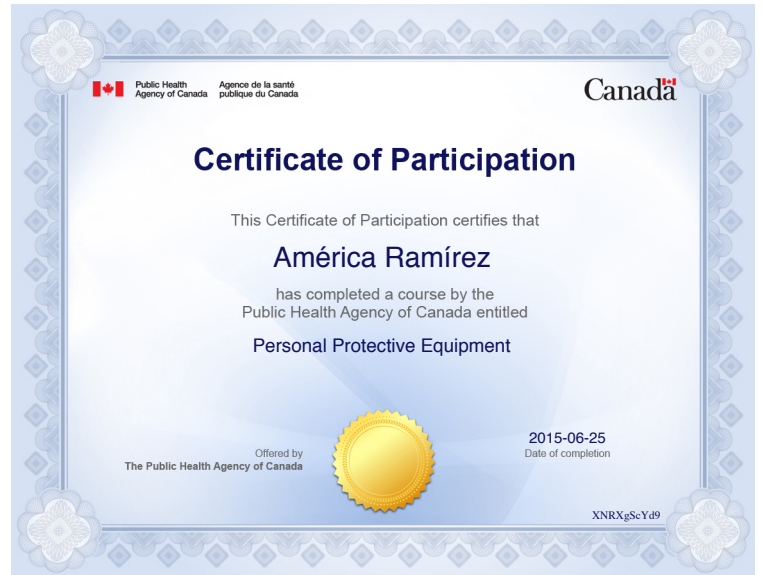 Public Health
Agency of Canada
Agence de la santé
publique du Canada
Canada
Certificate of Participation
This Certificate of Participation certifies that
América Ramírez
has completed a course by the
Public Health Agency of Canada entitled
Personal Protective Equipment
Offered by
The Public Health Agency of Canada
2015-06-25
Date of completion
XNRXgScYd9